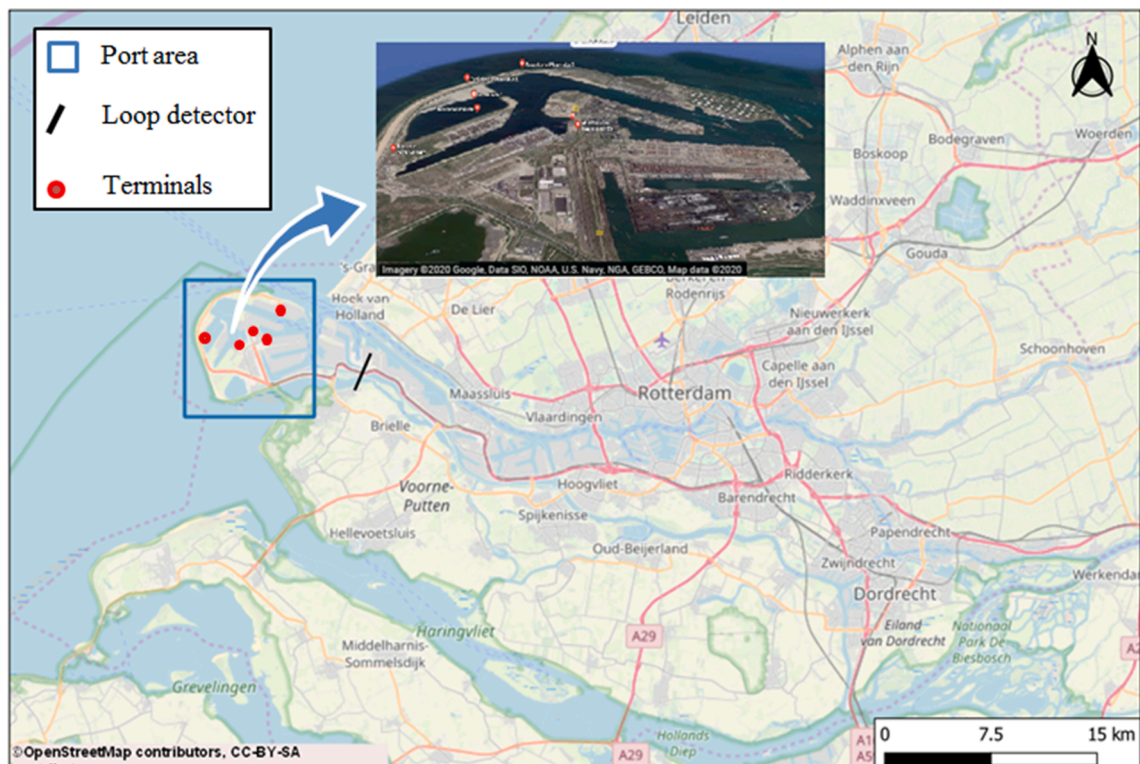 Port area
Loop detector
Terminals
N
Leiden
Alphen aan
den Rijn
Bodegraven
Woerden
Boskoop
Waddinxveen
Gouda
Imagery ©2020 Google, Data SIO, NOAA, U.S. Navy, NGA, GEBCO, Map data ©2020
's-Gra
Hoek van
Holland
De Lier
Rodenrijs
Nieuwerkerk
aan den IJssel
Schoonhoven
Capelle aan
den IJssel
Maassluis
Rotterdam
Vlaardingen
Brielle
Ridderkerk
Hoogvliet
Barendrecht
Voorne-
Putten
Spijkenisse
Hellevoetsluis
Papendrecht
Oud-Beijerland
Zwijndrecht
Werkendam
Dordrecht
Haringvliet
A29
Eiland
van Dordrecht
Nationaal
Park De
Biesbosch
Middelharnis-
Sommelsdijk
Grevelingen
Hollands
Diep
A29
0 7.5 15 km
©OpenStreetMap contributors, CC-BY-SA